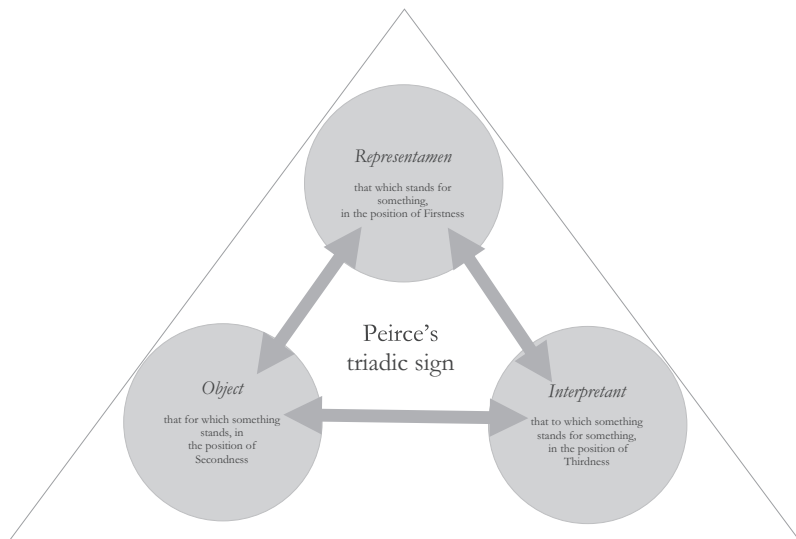 Representamen
that which stands for
something,
in the position of Firstness
Peirce’s
triadic sign
Object
that for which something
stands, in
the position of
Secondness
Interpretant
that to which something
stands for something,
in the position of
Thirdness